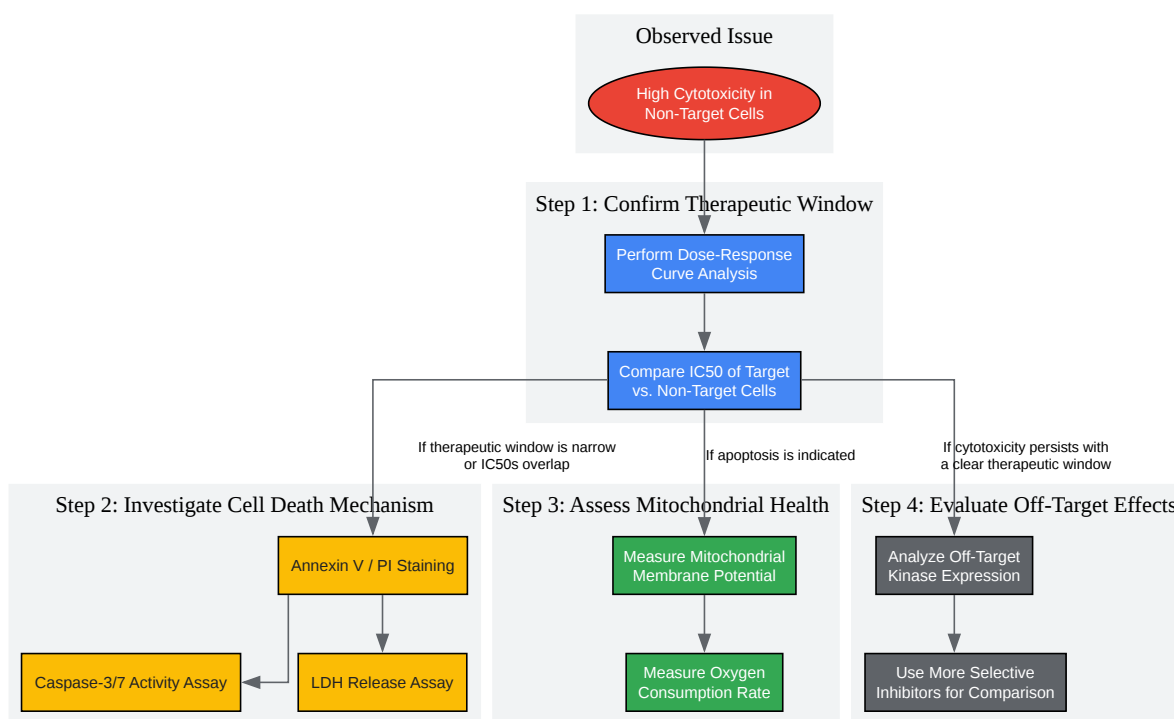 Observed Issue
High Cytotoxicity in
Non-Target Cells
Step 1: Confirm Therapeutic Window
Perform Dose-Response
Curve Analysis
Compare IC50 of Target
vs. Non-Target Cells
If therapeutic window is narrow
or IC50s overlap
If apoptosis is indicated
If cytotoxicity persists with
a clear therapeutic window
Step 2: Investigate Cell Death Mechanism
Annexin V / PI Staining
Caspase-3/7 Activity Assay
LDH Release Assay
Step 3: Assess Mitochondrial Health
Measure Mitochondrial
Membrane Potential
Measure Oxygen
Consumption Rate
Step 4: Evaluate Off-Target Effects
Analyze Off-Target
Kinase Expression
Use More Selective
Inhibitors for Comparison